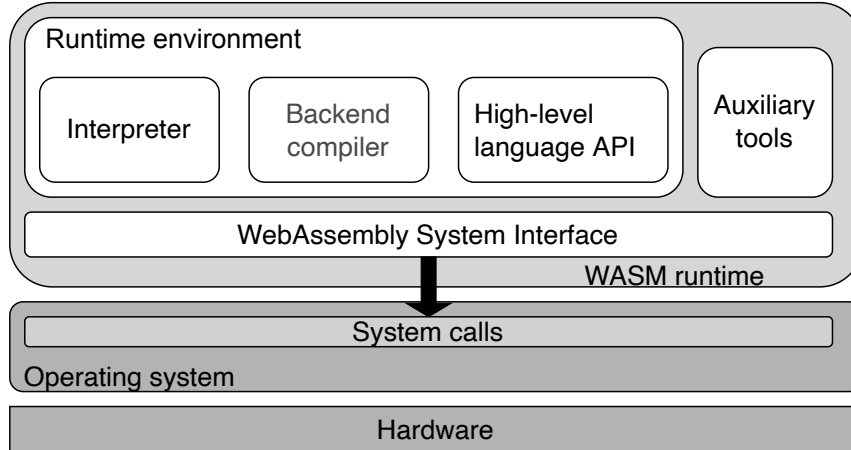 Runtime environment
Interpreter
Backend
compiler
High-level
language API
Auxiliary
tools
WebAssembly System Interface
WASM runtime
System calls
Operating system
Hardware